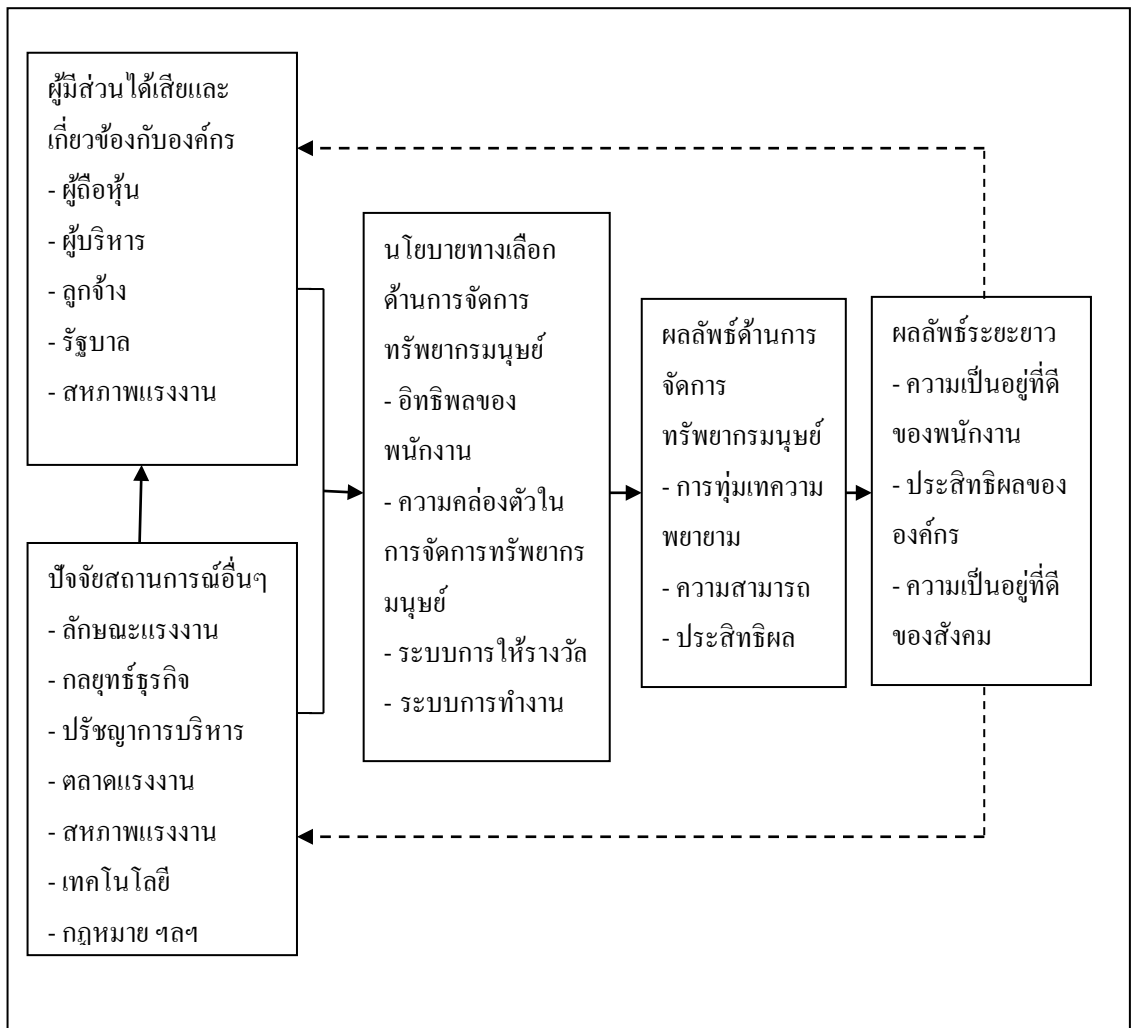 ผู้มีส่วนได้เสียและ
เกี่ยวข้องกับองค์กร
- ผู้ถือหุ้น
- ผู้บริหาร
- ลูกจ้าง
- รัฐบาล
- สหภาพแรงงาน
ปัจจัยสถานการณ์อื่นๆ
- ลักษณะแรงงาน
- กลยุทธ์ธุรกิจ
- ปรัชญาการบริหาร
- ตลาดแรงงาน
- สหภาพแรงงาน
- เทคโนโลยี
- กฎหมาย ฯลฯ
นโยบายทางเลือก
ด้านการจัดการ
ทรัพยากรมนุษย์
- อิทธิพลของ
พนักงาน
- ความคล่องตัวใน
การจัดการทรัพยากร
มนุษย์
- ระบบการให้รางวัล
- ระบบการทำงาน
ผลลัพธ์ด้านการ
จัดการ
ทรัพยากรมนุษย์
- การทุ่มเทความ
พยายาม
- ความสามารถ
- ประสิทธิผล
ผลลัพธ์ระยะยาว
- ความเป็นอยู่ที่ดี
ของพนักงาน
- ประสิทธิผลของ
องค์กร
- ความเป็นอยู่ที่ดี
ของสังคม